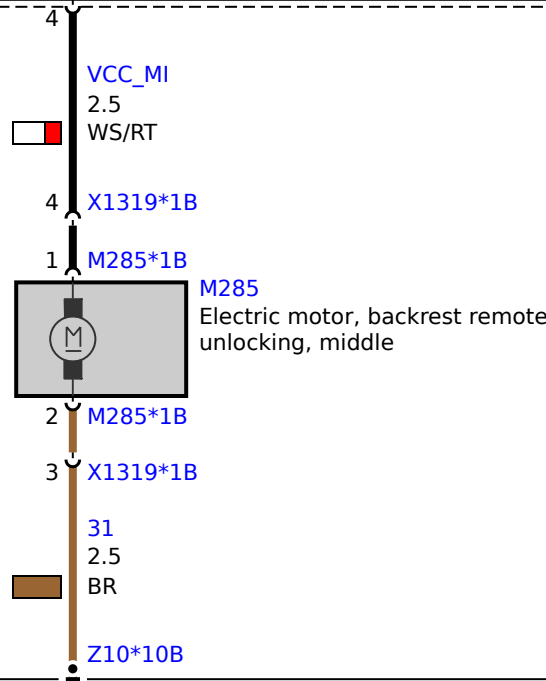 4
VCC_MI
2.5
WS/RT
4 X1319*1B
1 M285*1B
M285
Electric motor, backrest remote
unlocking, middle
M
2 M285*1B
3 X1319*1B
31
2.5
BR
Z10*10B